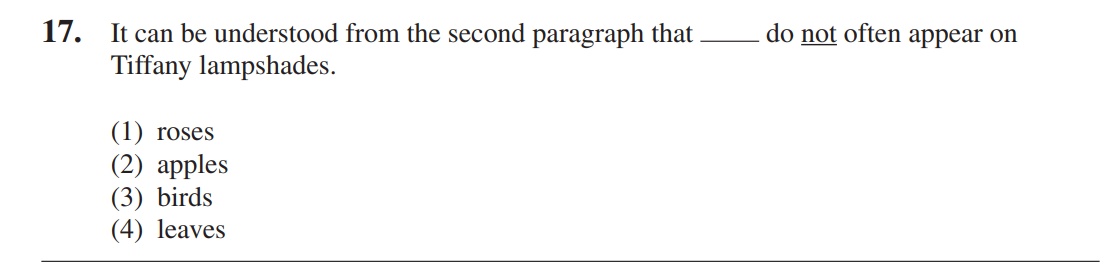 17. It can be understood from the second paragraph that ____ do not often appear on
Tiffany lampshades.
(1) roses
(2) apples
(3) birds
(4) leaves